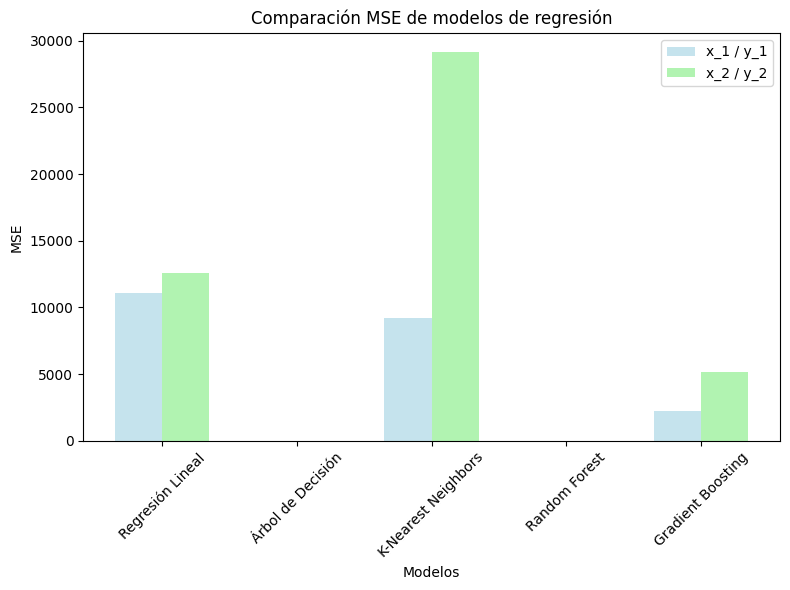 Comparación MSE de modelos de regresión
x_1 / y_1
x_2 / y_2
MSE
30000
25000
20000
15000
10000
5000
0
Regresión Lineal
Árbol de Decisión
K-Nearest Neighbors
Random Forest
Gradient Boosting
Modelos